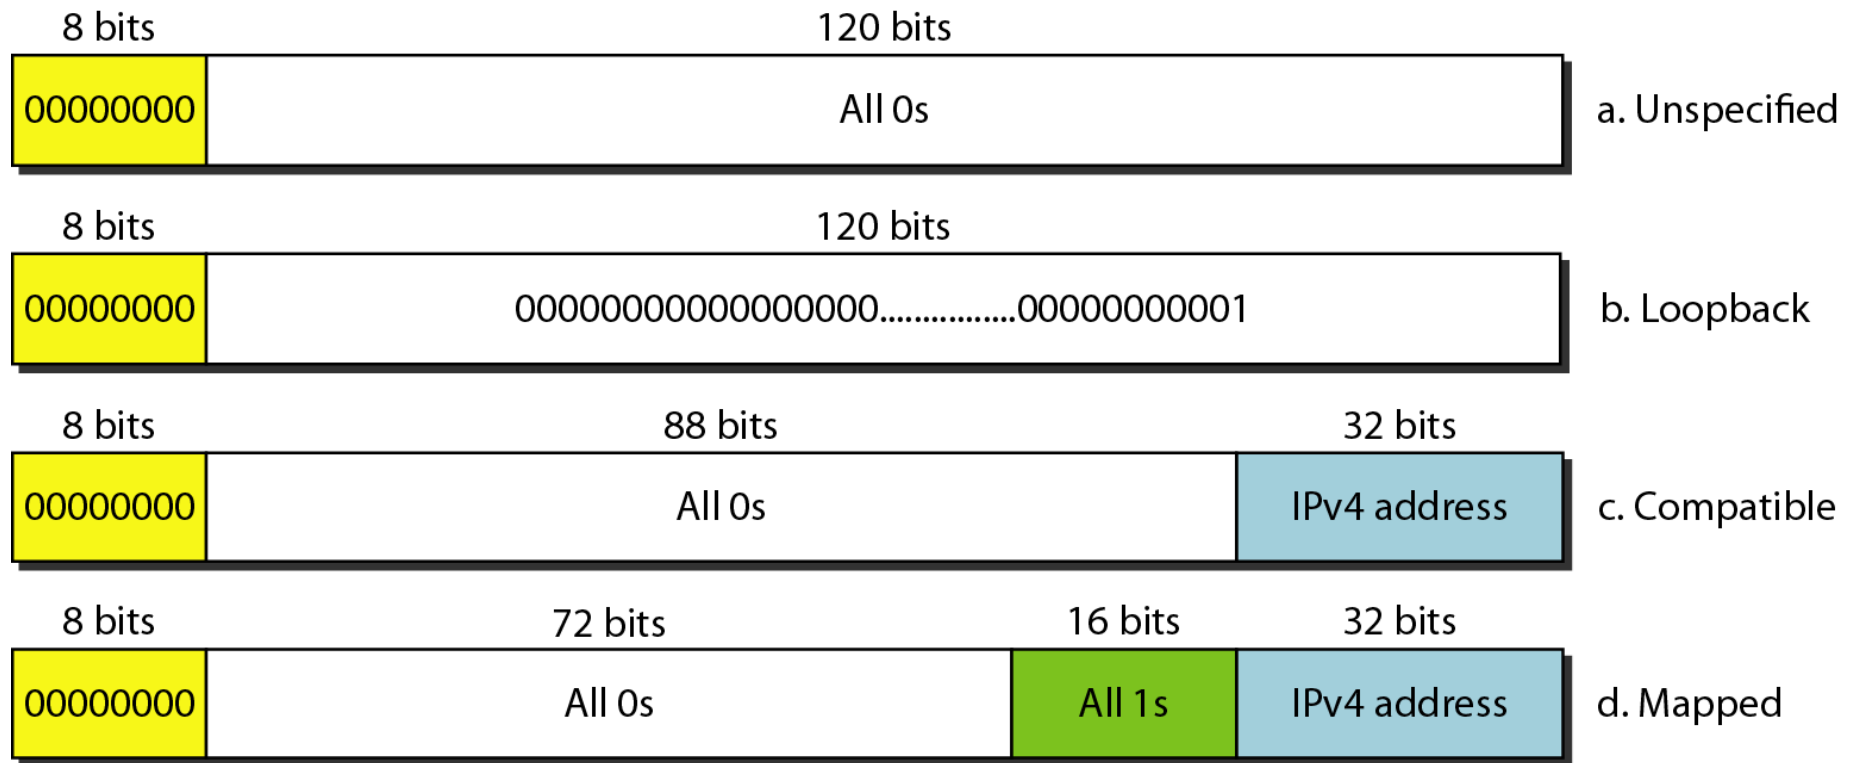 8 bits 120 bits
00000000 All 0s a. Unspecified
8 bits 120 bits
00000000 00000000000000000...............00000000001 b. Loopback
8 bits 88 bits 32 bits
00000000 All 0s IPv4 address c. Compatible
8 bits 72 bits 16 bits 32 bits
00000000 All 0s All 1s IPv4 address d. Mapped